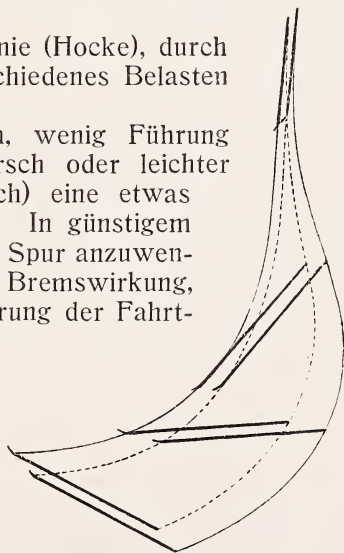 nie (Hocke), durch
chiedenes Belasten
wenig Führung
rsch oder leichter
ch) eine etwas
In günstigem
Spur anzuwen-
Bremswirkung,
rung der Fahrt-